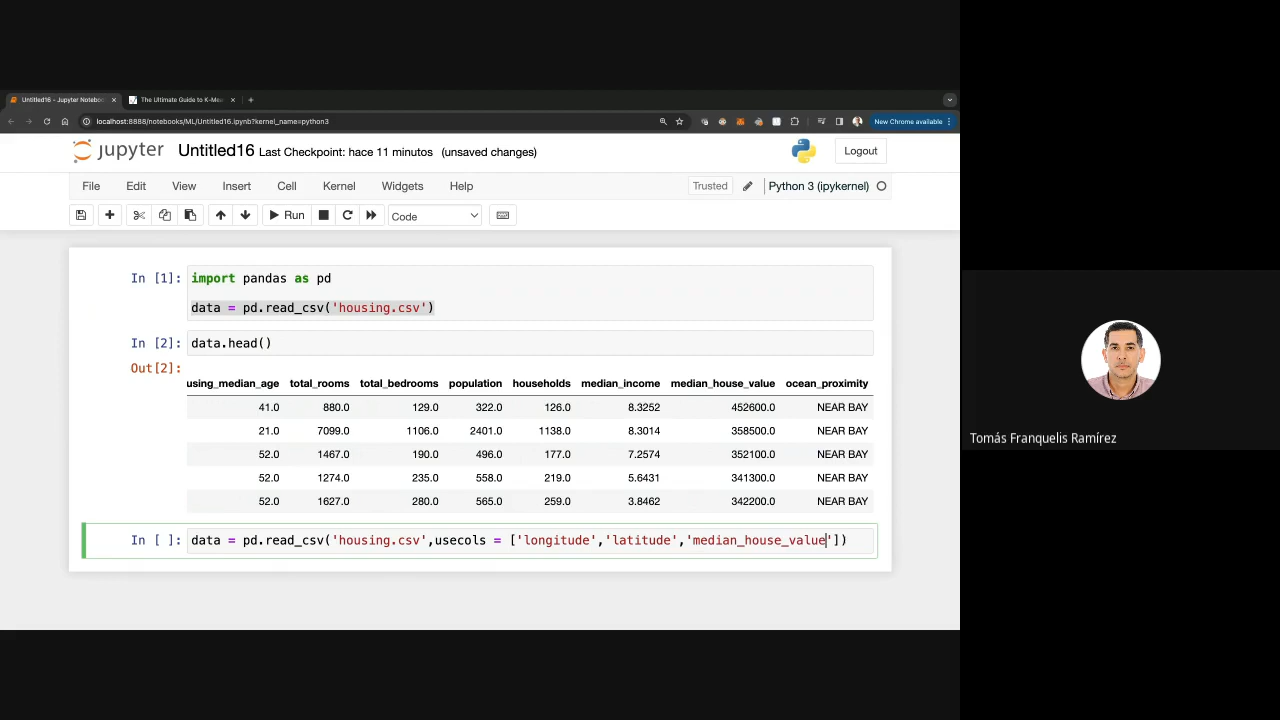 Untitled16 - Jupyter Noteboo
The Ultimate Guide to K-Me
localhost:8888/notebooks/ML/Untitled16.ipynb?kernel_name=python3
New Chrome available
jupyter Untitled16 Last Checkpoint: hace 11 minutos (unsaved changes)
Logout
File Edit View Insert Cell Kernel Widgets Help
Trusted Python 3 (ipykernel)
Run Code
In [1]: import pandas as pd
data = pd.read_csv('housing.csv')
In [2]: data.head()
Out[2]:
using_median_age total_rooms total_bedrooms population households median_income median_house_value ocean_proximity
41.0 880.0 129.0 322.0 126.0 8.3252 452600.0 NEAR BAY
21.0 7099.0 1106.0 2401.0 1138.0 8.3014 358500.0 NEAR BAY
52.0 1467.0 190.0 496.0 177.0 7.2574 352100.0 NEAR BAY
52.0 1274.0 235.0 558.0 219.0 5.6431 341300.0 NEAR BAY
52.0 1627.0 280.0 565.0 259.0 3.8462 342200.0 NEAR BAY
In [ ]: data = pd.read_csv('housing.csv',usecols = ['longitude','latitude','median_house_value'])
Tomás Franquelis Ramírez